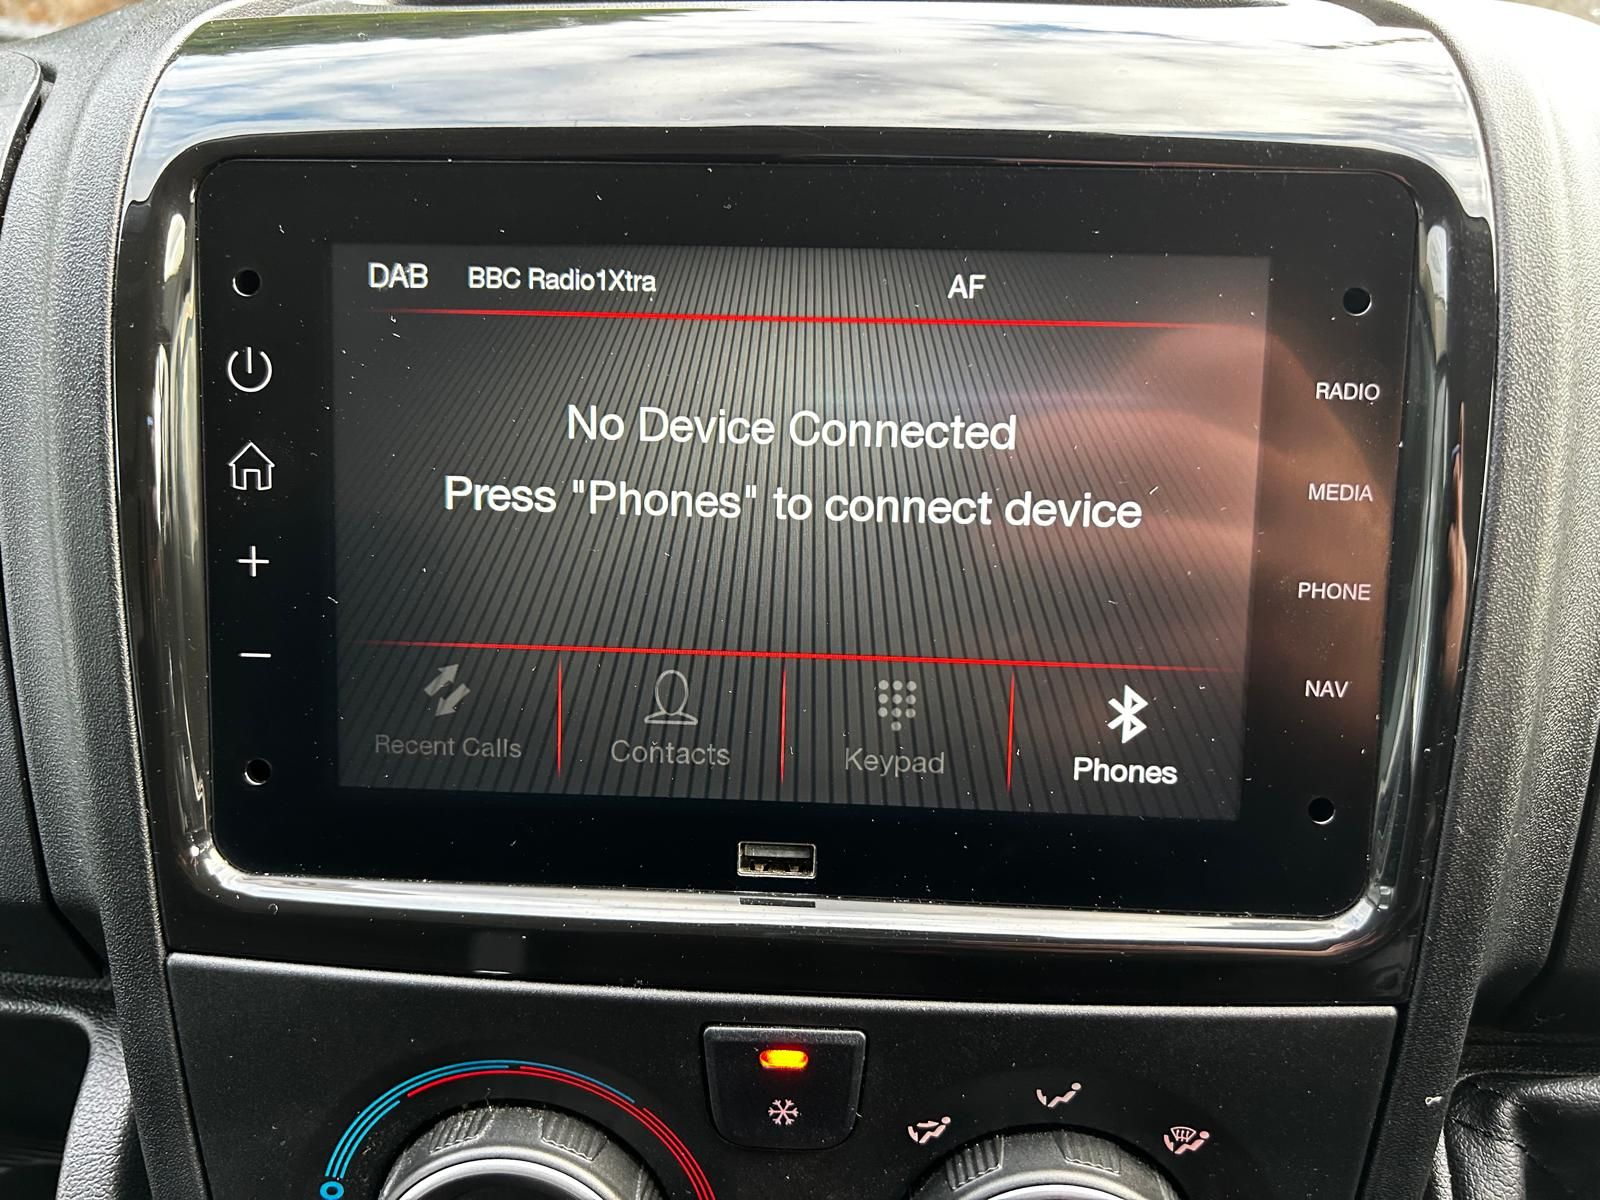 DAB BBC Radio1Xtra AF
RADIO
No Device Connected
MEDIA
Press "Phones" to connect device
PHONE
NAV
Recent Calls Contacts Keypad Phones